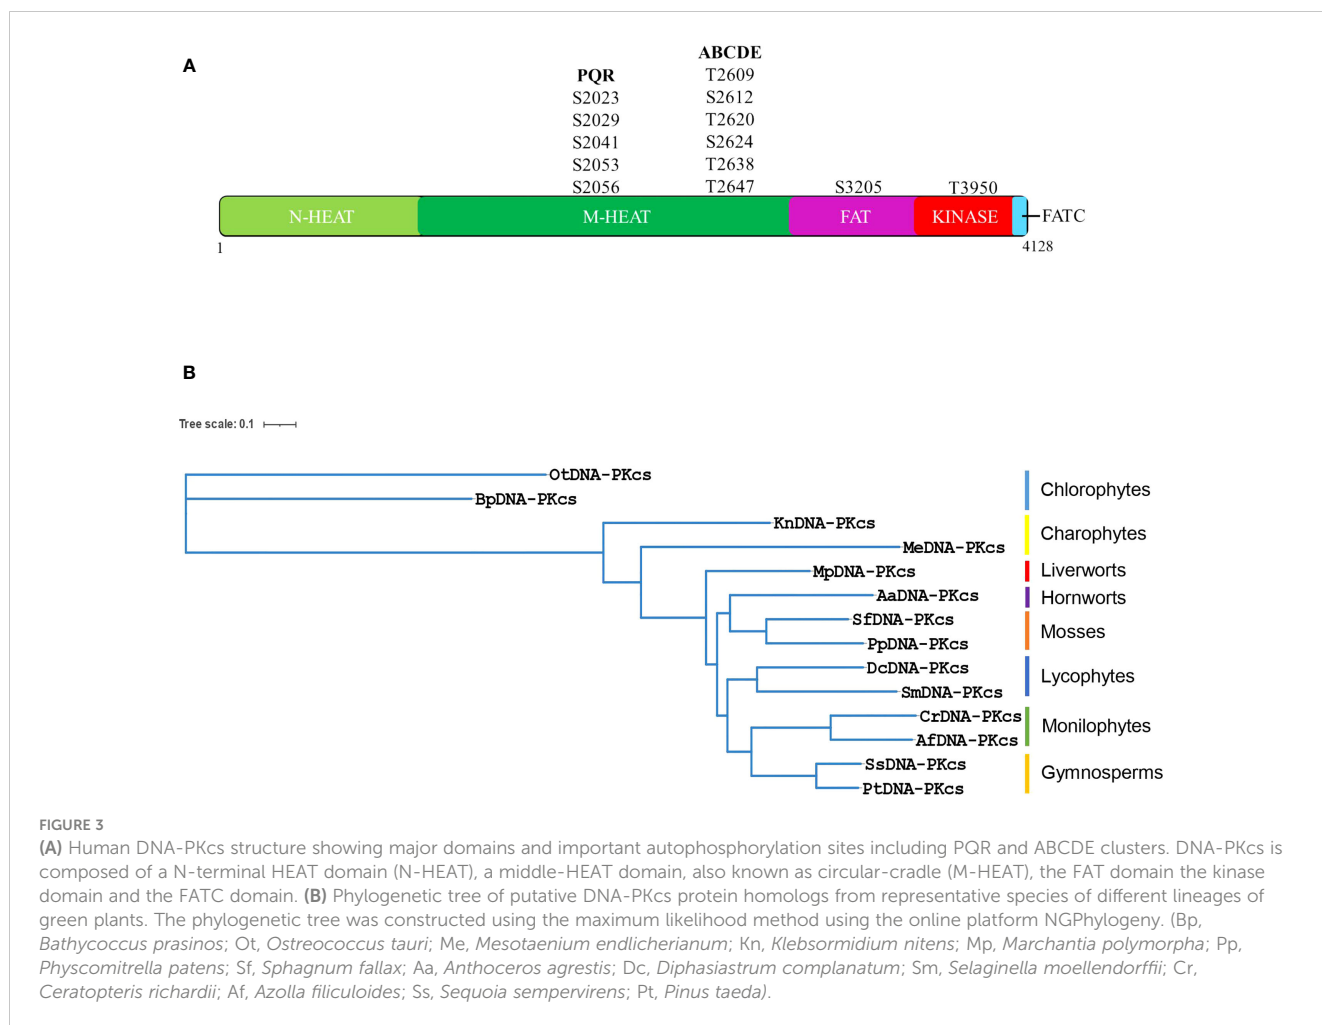 A
PQR
S2023
S2029
S2041
S2053
S2056
ABCDE
T2609
S2612
T2620
S2624
T2638
T2647
S3205
T3950
N-HEAT
M-HEAT
FAT
KINASE
FATC
1
4128
B
Tree scale: 0.1
OtDNA-PKcs
BpDNA-PKcs
Chlorophytes
KnDNA-PKcs
MeDNA-PKcs
Charophytes
MpDNA-PKcs
Liverworts
AaDNA-PKcs
Hornworts
SfDNA-PKcs
PpDNA-PKcs
Mosses
DcDNA-PKcs
SmDNA-PKcs
Lycophytes
CrDNA-PKcs
AfDNA-PKcs
Monilophytes
SsDNA-PKcs
PtDNA-PKcs
Gymnosperms
FIGURE 3
(A) Human DNA-PKcs structure showing major domains and important autophosphorylation sites including PQR and ABCDE clusters. DNA-PKcs is
composed of a N-terminal HEAT domain (N-HEAT), a middle-HEAT domain, also known as circular-cradle (M-HEAT), the FAT domain the kinase
domain and the FATC domain. (B) Phylogenetic tree of putative DNA-PKcs protein homologs from representative species of different lineages of
green plants. The phylogenetic tree was constructed using the maximum likelihood method using the online platform NGPhylogeny. (Bp,
Bathycoccus prasinos; Ot, Ostreococcus tauri; Me, Mesotaenium endlicherianum; Kn, Klebsormidium nitens; Mp, Marchantia polymorpha; Pp,
Physcomitrella patens; Sf, Sphagnum fallax; Aa, Anthoceros agrestis; Dc, Diphasiastrum complanatum; Sm, Selaginella moellendorffii; Cr,
Ceratopteris richardii; Af, Azolla filiculoides; Ss, Sequoia sempervirens; Pt, Pinus taeda).